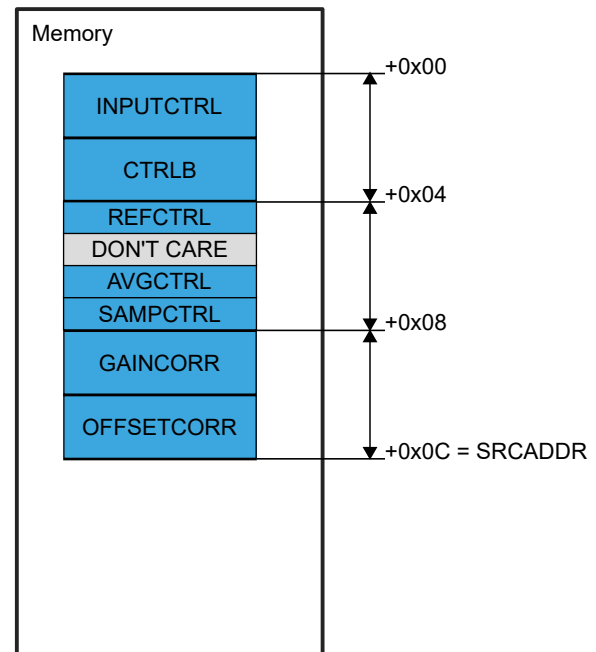 Memory
+0x00
INPUTCTRL
CTRLB
+0x04
REFCTRL
DON'T CARE
AVGCTRL
SAMPCTRL
+0x08
GAINCORR
OFFSETCORR
+0x0C = SRCADDR